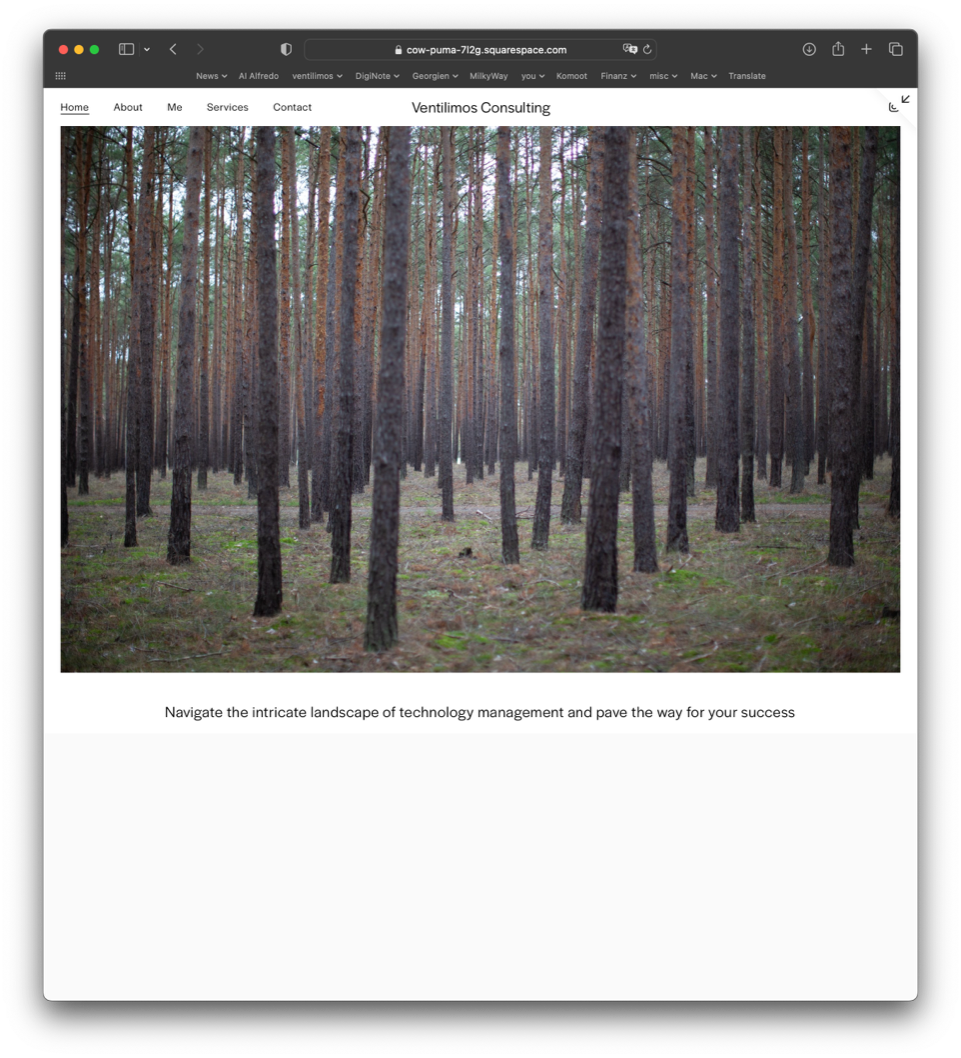 cow-puma-7l2g.squarespace.com
News AI Alfredo ventilimos DigiNote Georgien MilkyWay you Komoot Finanz misc Mac Translate
Home About Me Services Contact Ventilimos Consulting
Navigate the intricate landscape of technology management and pave the way for your success